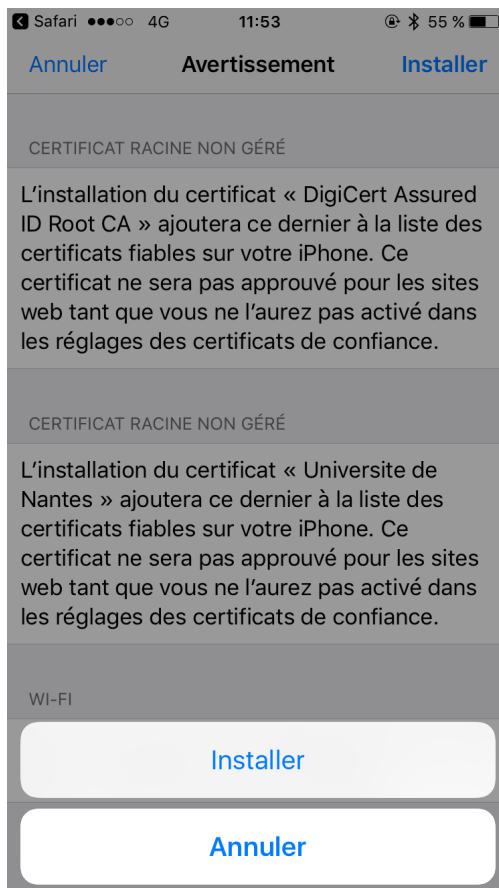 Safari 4G 11:53 55 %
Annuler Avertissement Installer
CERTIFICAT RACINE NON GÉRÉ
L’installation du certificat « DigiCert Assured
ID Root CA » ajoutera ce dernier à la liste des
certificats fiables sur votre iPhone. Ce
certificat ne sera pas approuvé pour les sites
web tant que vous ne l’aurez pas activé dans
les réglages des certificats de confiance.
CERTIFICAT RACINE NON GÉRÉ
L’installation du certificat « Universite de
Nantes » ajoutera ce dernier à la liste des
certificats fiables sur votre iPhone. Ce
certificat ne sera pas approuvé pour les sites
web tant que vous ne l’aurez pas activé dans
les réglages des certificats de confiance.
WI-FI
Installer
Annuler